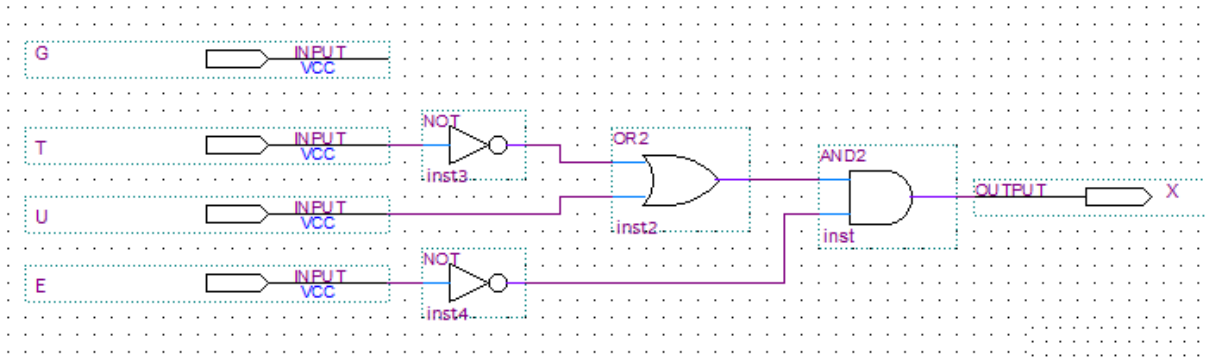 G INPUT
VCC
NOT
T INPUT
VCC
inst3
OR2
AND2
U INPUT
VCC
inst2
inst
OUTPUT X
NOT
E INPUT
VCC
inst4